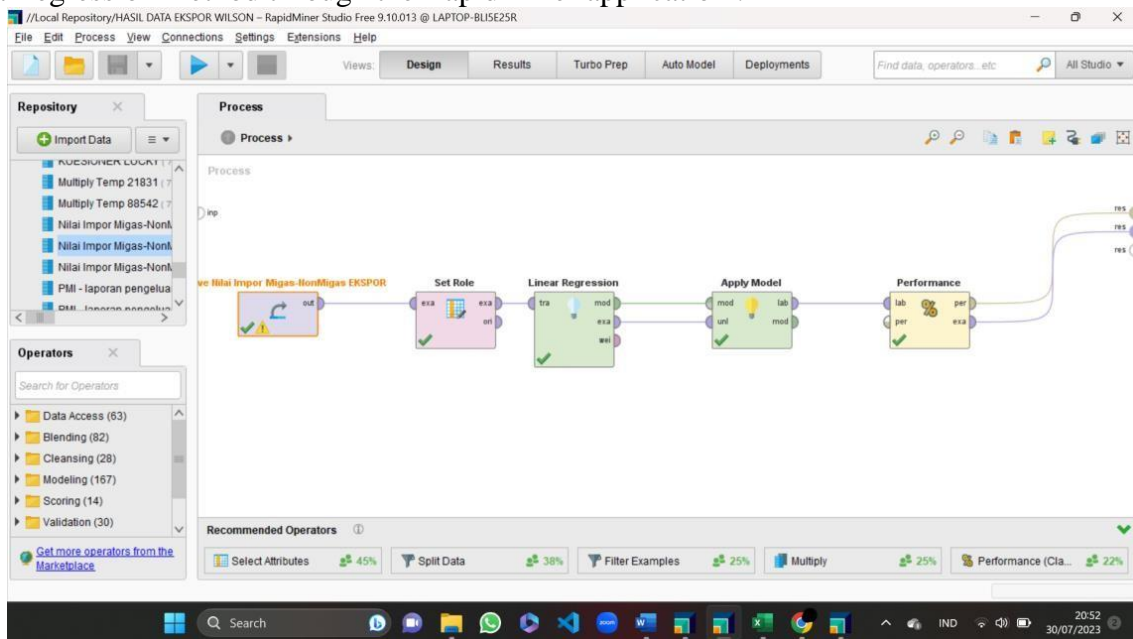 //Local Repository/HASIL DATA EKSPOR WILSON – RapidMiner Studio Free 9.10.013 @ LAPTOP-BLI5E25R
File Edit Process View Connections Settings Extensions Help
Views: Design Results Turbo Prep Auto Model Deployments Find data, operators...etc All Studio
Repository
Process
Import Data
Process
KUESIONER LUCKY
Process
Multiply Temp 21831
Multiply Temp 88542
inp
res
Nilai Impor Migas-NonM
res
Nilai Impor Migas-NonM
res
Nilai Impor Migas-NonM
PMI - laporan pengelua
PMI - laporan pengelua
ve Nilai Impor Migas-NonMigas EKSPOR Set Role Linear Regression Apply Model Performance
out exa exa tra mod mod lab lab per
ori exa unl mod per exa
wei
Operators
Search for Operators
Data Access (63)
Blending (82)
Cleansing (28)
Modeling (167)
Scoring (14)
Validation (30)
Get more operators from the
Marketplace
Recommended Operators
Select Attributes 45% Split Data 38% Filter Examples 25% Multiply 25% Performance (Cla... 22%
Search
IND
20:52
30/07/2023